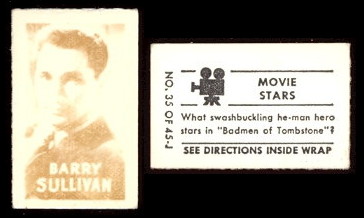 BARRY
SULLIVAN
NO. 35 OF 45-J
MOVIE
STARS
What swashbuckling he-man hero
stars in "Badmen of Tombstone"?
SEE DIRECTIONS INSIDE WRAP